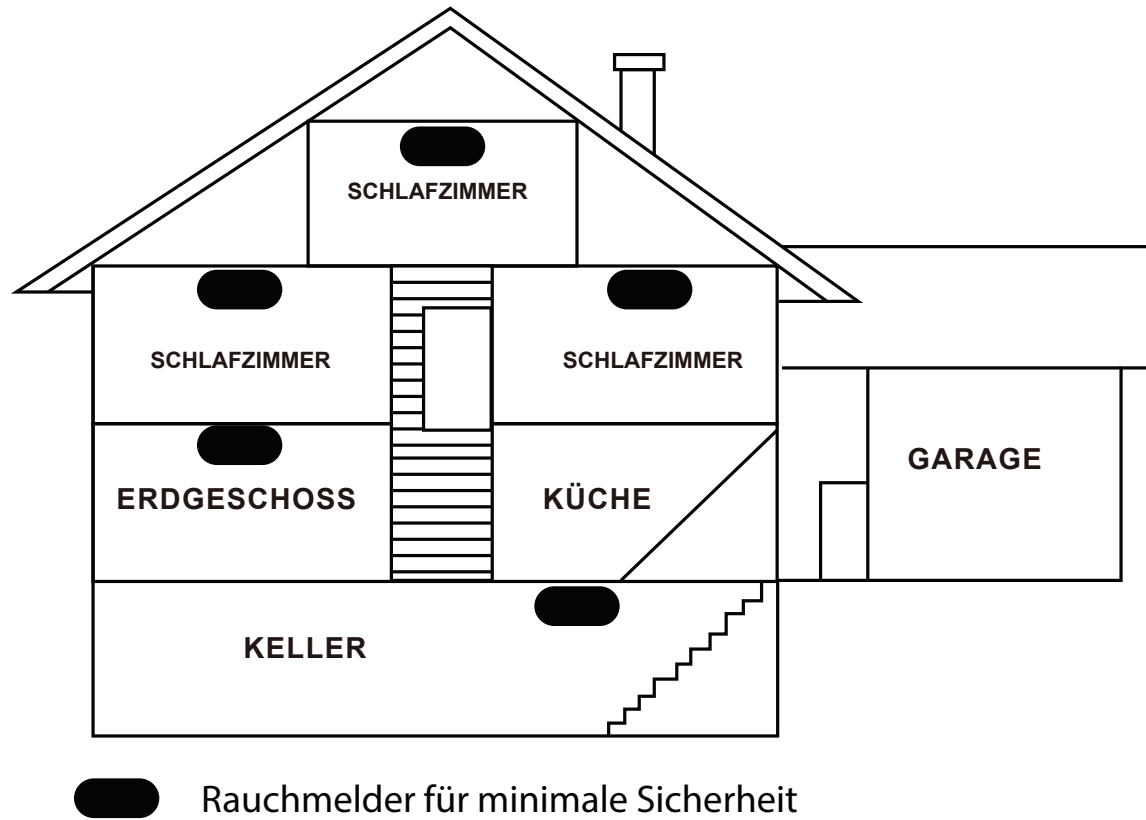 SCHLAFZIMMER
SCHLAFZIMMER
SCHLAFZIMMER
ERDGESCHOSS
KÜCHE
GARAGE
KELLER
Rauchmelder für minimale Sicherheit